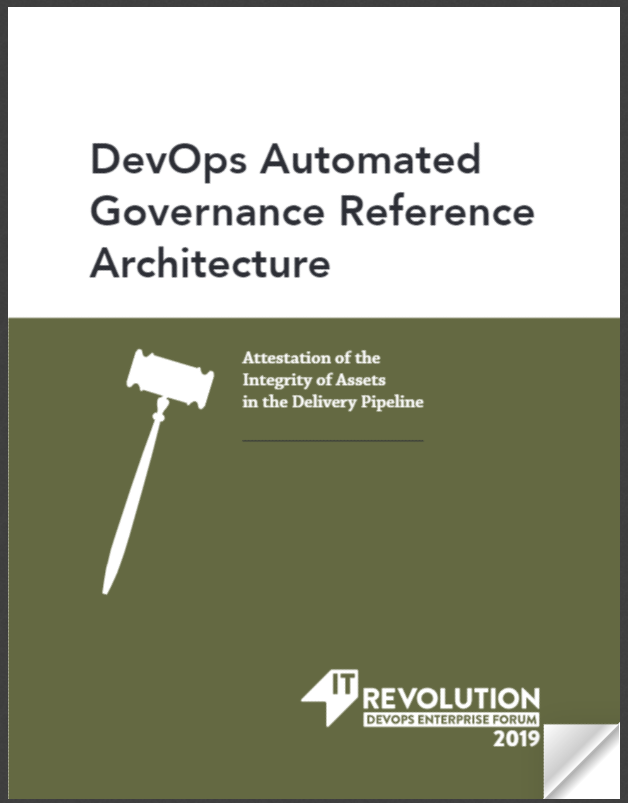 DevOps Automated
Governance Reference
Architecture
Attestation of the
Integrity of Assets
in the Delivery Pipeline
IT
REVOLUTION
DEVOPS ENTERPRISE FORUM
2019